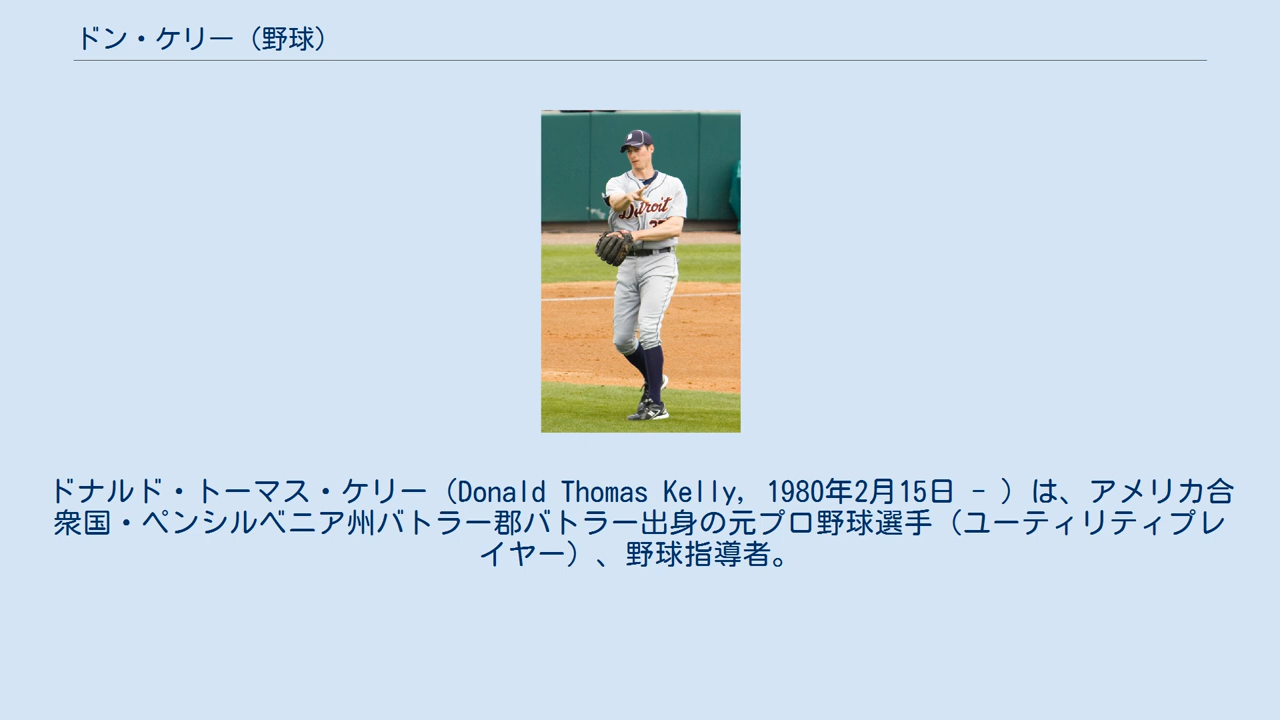 ドン・ケリー（野球）
Detroit
ドナルド・トーマス・ケリー（Donald Thomas Kelly, 1980年2月15日 - ）は、アメリカ合
衆国・ペンシルベニア州バトラー郡バトラー出身の元プロ野球選手（ユーティリティプレ
イヤー）、野球指導者。